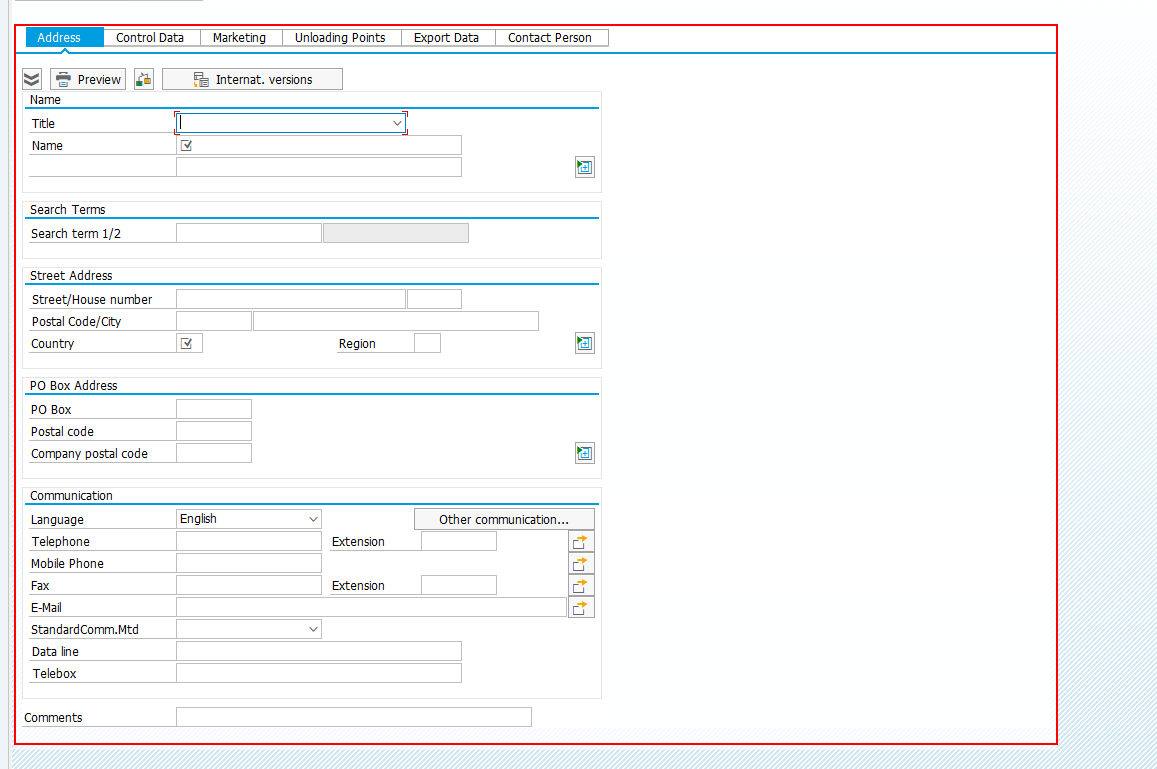 Address Control Data Marketing Unloading Points Export Data Contact Person
Preview Internat. versions
Name
Title
Name
Search Terms
Search term 1/2
Street Address
Street/House number
Postal Code/City
Country Region
PO Box Address
PO Box
Postal code
Company postal code
Communication
Language English Other communication...
Telephone Extension
Mobile Phone
Fax Extension
E-Mail
StandardComm.Mtd
Data line
Telebox
Comments